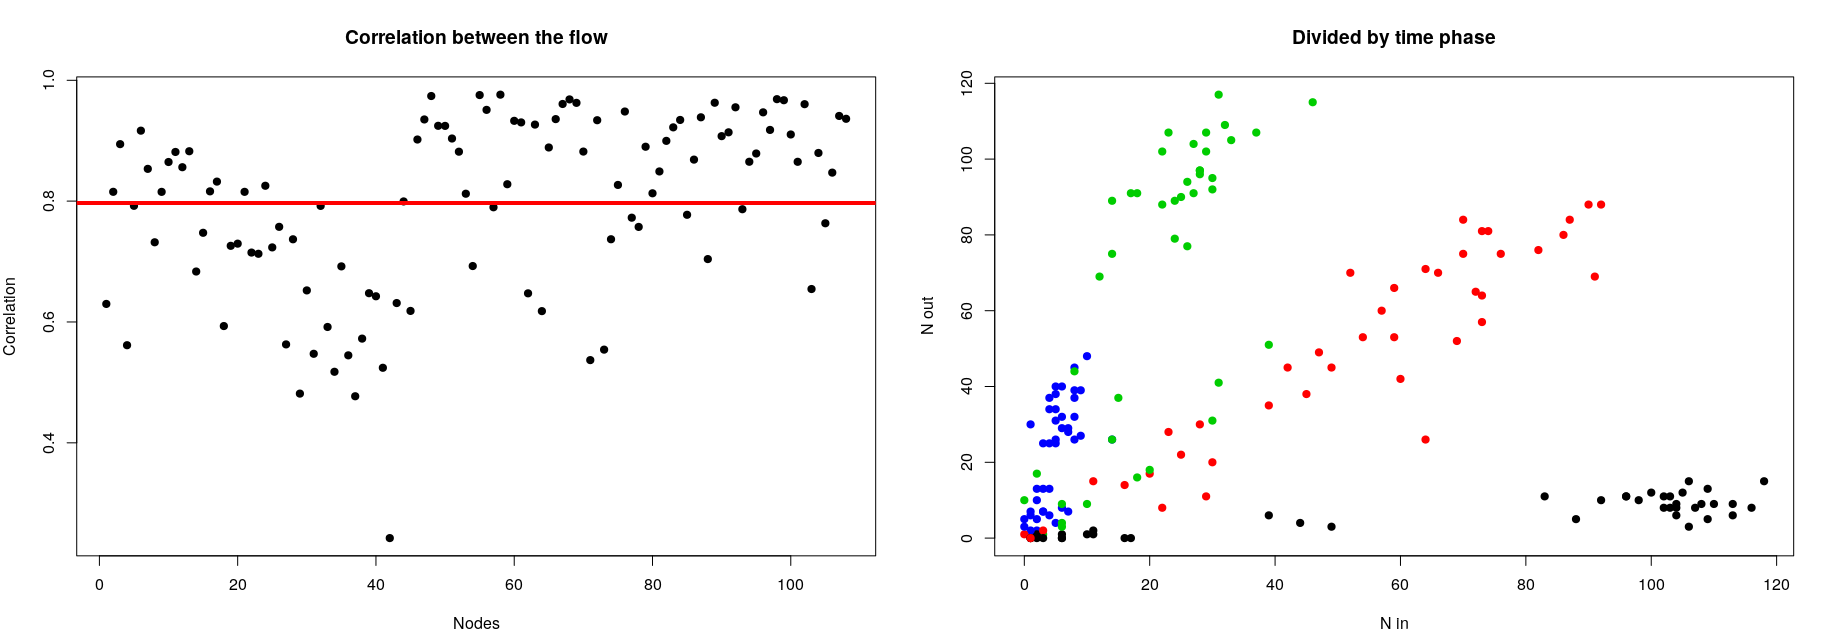 Correlation between the flow
Correlation
1.0
0.8
0.6
0.4
0 20 40 60 80 100
Nodes
Divided by time phase
N out
120
100
80
60
40
20
0
0 20 40 60 80 100 120
N In